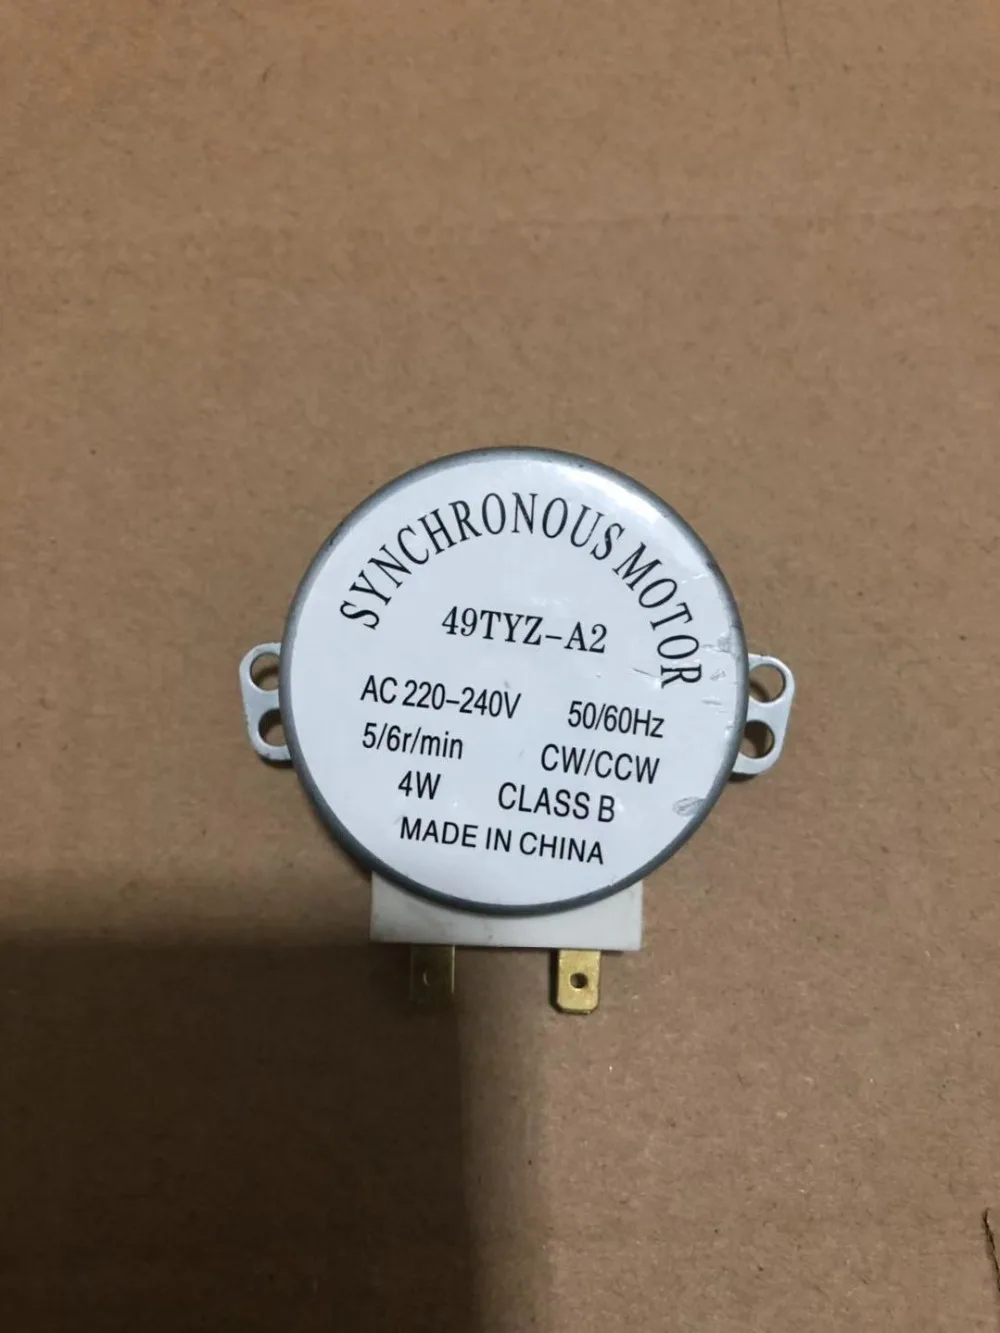 SYNCHRONOUS MOTOR
49TYZ-A2
AC 220-240V 50/60Hz
5/6r/min CW/CCW
4W CLASS B
MADE IN CHINA